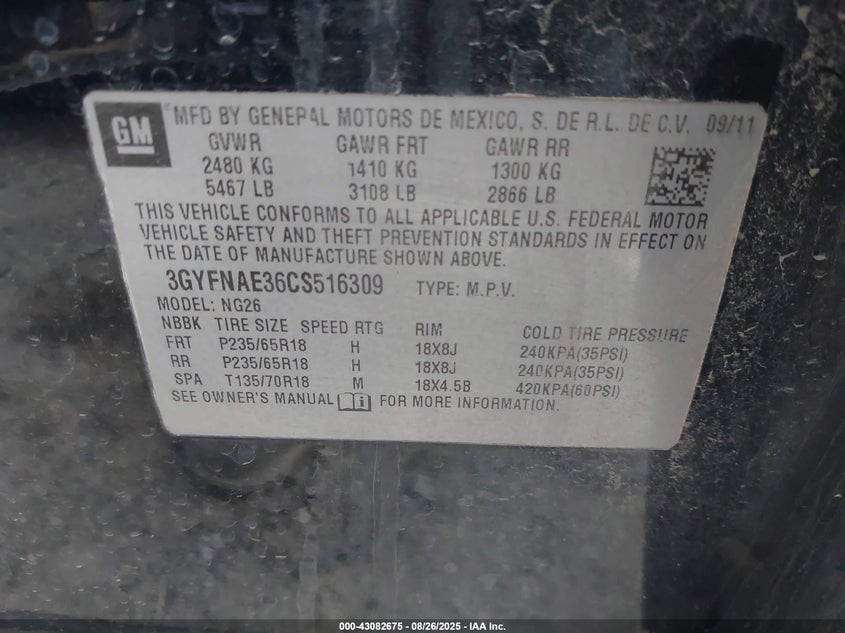 GM ® MFD BY GENERAL MOTORS DE MEXICO, S. DE R.L. DE C.V. 09/11
GVWR GAWR FRT GAWR RR
2480 KG 1410 KG 1300 KG
5467 LB 3108 LB 2866 LB
THIS VEHICLE CONFORMS TO ALL APPLICABLE U.S. FEDERAL MOTOR
VEHICLE SAFETY AND THEFT PREVENTION STANDARDS IN EFFECT ON
THE DATE OF MANUFACTURE SHOWN ABOVE.
3GYFNAE36CS516309 TYPE: M.P.V.
MODEL: NG26
NBBK TIRE SIZE SPEED RTG RIM COLD TIRE PRESSURE
FRT P235/65R18 H 18X8J 240KPA(35PSI)
RR P235/65R18 H 18X8J 240KPA(35PSI)
SPA T135/70R18 M 18X4.5B 420KPA(60PSI)
SEE OWNER'S MANUAL FOR MORE INFORMATION.
000-43082675 - 08/26/2025 - IAA Inc.